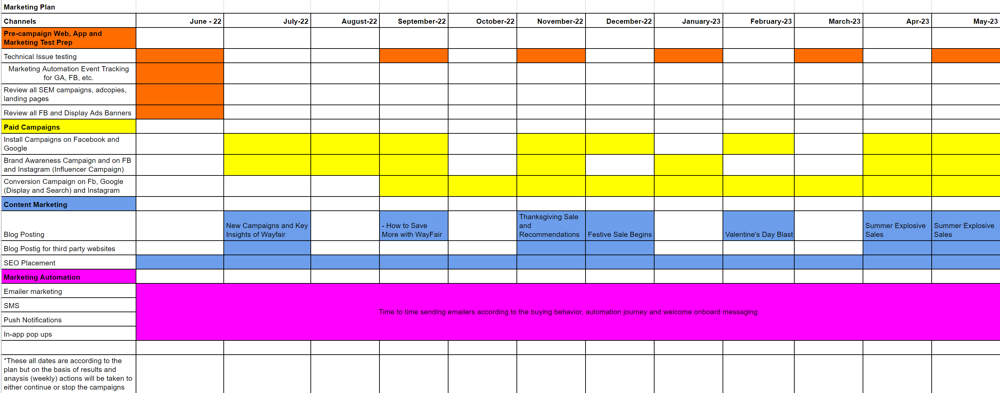 Marketing Plan
Channels June - 22 July-22 August-22 September-22 October-22 November-22 December-22 January-23 February-23 March-23 Apr-23 May-23
Pre-campaign Web, App and
Marketing Test Prep
Technical Issue testing
Marketing Automation Event Tracking
for GA, FB, etc.
Review all SEM campaigns, adcopies,
landing pages
Review all FB and Display Ads Banners
Paid Campaigns
Install Campaigns on Facebook and
Google
Brand Awareness Campaign and on FB
and Instagram (Influencer Campaign)
Conversion Campaign on Fb, Google
(Display and Search) and Instagram
Content Marketing
Blog Posting
New Campaigns and Key
Insights of Wayfair
- How to Save
More with WayFair
Thanksgiving Sale
and
Recommendations
Festive Sale Begins
Valentine's Day Blast
Summer Explosive
Sales
Summer Explosive
Sales
Blog Postig for third party websites
SEO Placement
Marketing Automation
Emailer marketing
SMS
Push Notifications
In-app pop ups
Time to time sending emailers according to the buying behavior, automation journey and welcome onboard messaging
*These all dates are according to the
plan but on the basis of results and
anaysis (weekly) actions will be taken to
either continue or stop the campaigns